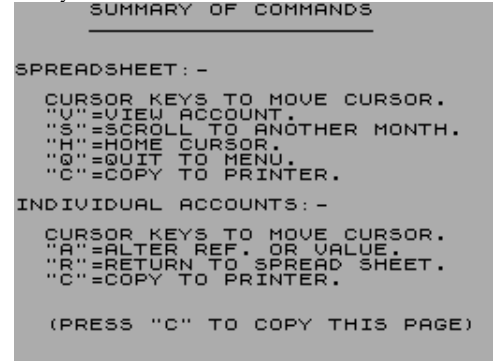 SUMMARY OF COMMANDS
SPREADSHEET:-
CURSOR KEYS TO MOVE CURSOR.
"V"=VIEW ACCOUNT.
"S"=SCROLL TO ANOTHER MONTH.
"H"=HOME CURSOR.
"Q"=QUIT TO MENU.
"C"=COPY TO PRINTER.
INDIVIDUAL ACCOUNTS:-
CURSOR KEYS TO MOVE CURSOR.
"A"=ALTER REF. OR VALUE.
"R"=RETURN TO SPREAD SHEET.
"C"=COPY TO PRINTER.
(PRESS "C" TO COPY THIS PAGE)